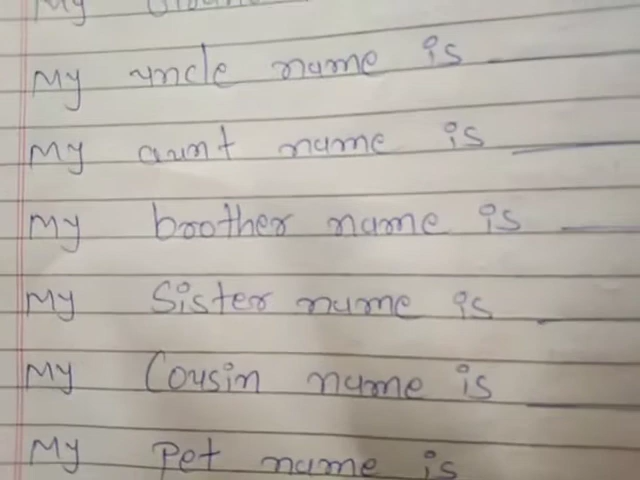 My
My uncle name is
My aunt name is
My brother name is
My Sister name is
My Cousin name is
My Pet name is